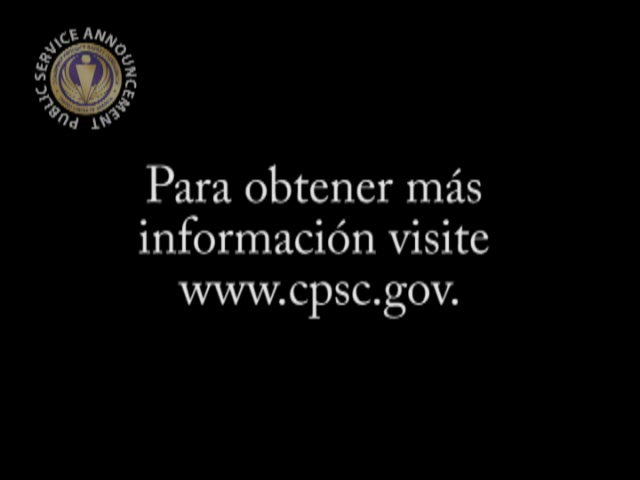 PUBLIC SERVICE ANNOUNCEMENT
Para obtener más
información visite
www.cpsc.gov.